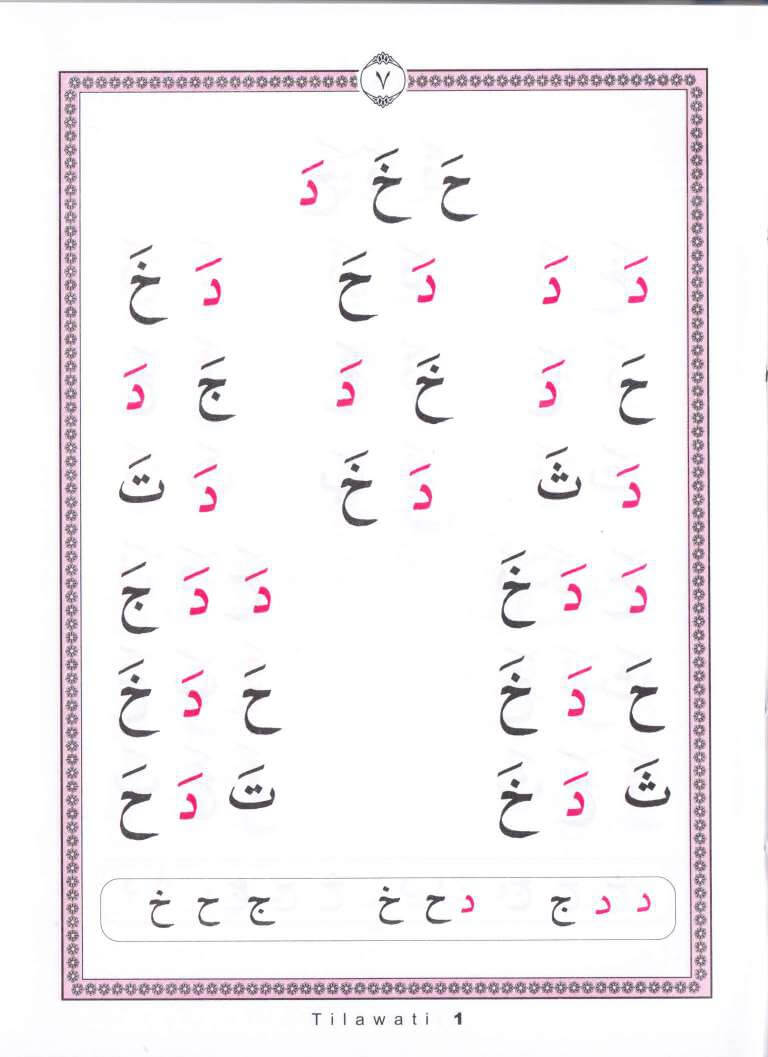 ٧
حَ خَ دَ
دَ دَ دَ حَ دَ خَ
حَ دَ خَ دَ جَ دَ
دَ ثَ دَ خَ دَ تَ
دَ دَ خَ دَ دَ جَ
حَ دَ خَ حَ دَ خَ
ثَ دَ خَ تَ دَ حَ
د د ج د ح خ ج ح خ
Tilawati 1